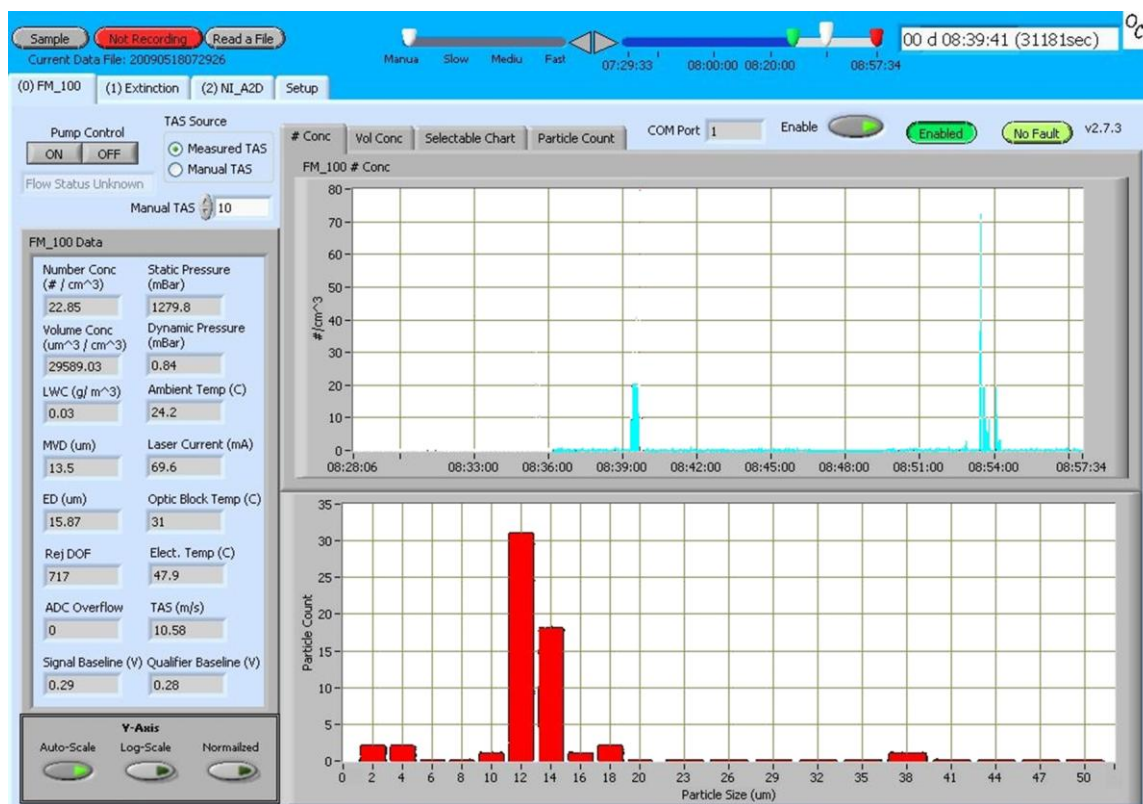 Sample Not Recording Read a File
Current Data File: 20090518072926
Manua Slow Mediu Fast
07:29:33 08:00:00 08:20:00 08:57:34
00 d 08:39:41 (31181sec)
°C
(0) FM_100 (1) Extinction (2) NI_A2D Setup
Pump Control
ON OFF
Flow Status Unknown
TAS Source
Measured TAS
Manual TAS
Manual TAS 10
# Conc Vol Conc Selectable Chart Particle Count
COM Port 1 Enable Enabled No Fault v2.7.3
FM_100 Data
Number Conc
(# / cm^3)
22.85
Static Pressure
(mBar)
1279.8
Volume Conc
(um^3 / cm^3)
29589.03
Dynamic Pressure
(mBar)
0.84
LWC (g/ m^3)
0.03
Ambient Temp (C)
24.2
MVD (um)
13.5
Laser Current (mA)
69.6
ED (um)
15.87
Optic Block Temp (C)
31
Rej DOF
717
Elect. Temp (C)
47.9
ADC Overflow
0
TAS (m/s)
10.58
Signal Baseline (V)
0.29
Qualifier Baseline (V)
0.28
Y-Axis
Auto-Scale Log-Scale Normailzed
FM_100 # Conc
#/cm^3
80
70
60
50
40
30
20
10
0
08:28:06 08:33:00 08:36:00 08:39:00 08:42:00 08:45:00 08:48:00 08:51:00 08:54:00 08:57:34
Particle Count
35
30
25
20
15
10
5
0
0 2 4 6 8 10 12 14 16 18 20 23 26 29 32 35 38 41 44 47 50
Particle Size (um)